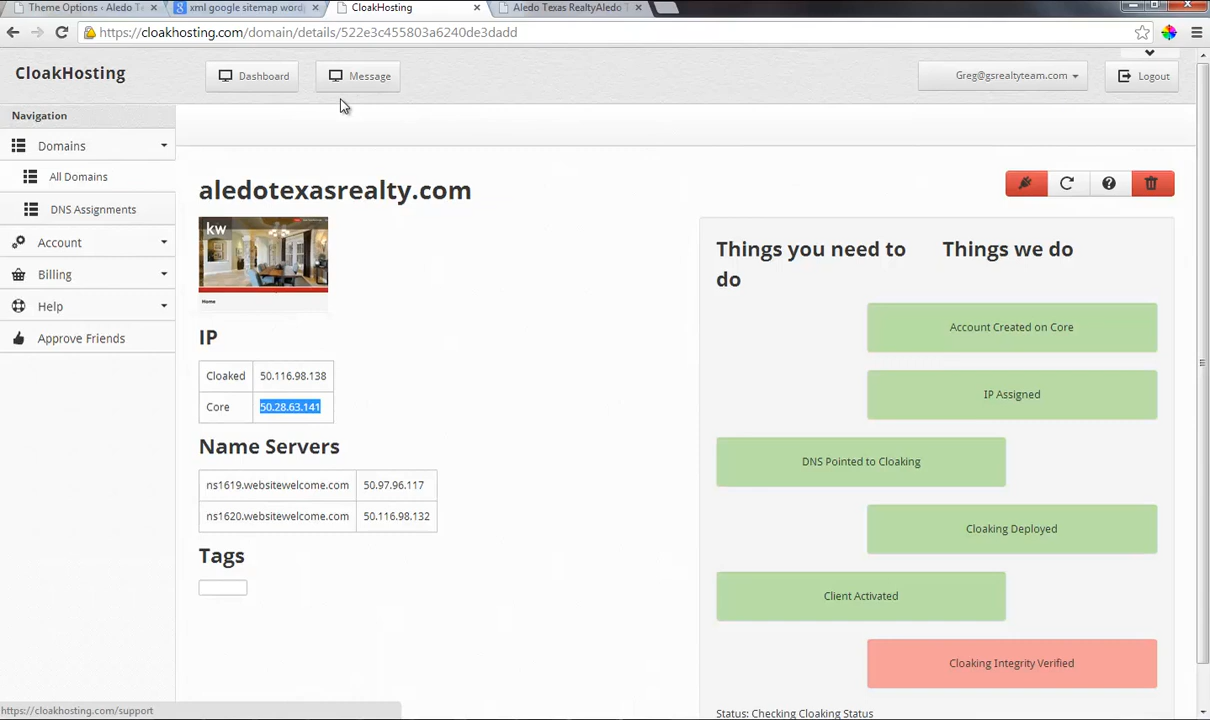 Theme Options ‹ Aledo Te
xml google sitemap word
CloakHosting
Aledo Texas RealtyAledo T
https://cloakhosting.com/domain/details/522e3c455803a6240de3dadd
CloakHosting
Dashboard
Message
Greg@gsrealtyteam.com
Logout
Navigation
Domains
All Domains
DNS Assignments
Account
Billing
Help
Approve Friends
aledotexasrealty.com
kw
Home
IP
Cloaked 50.116.98.138
Core 50.28.63.141
Name Servers
ns1619.websitewelcome.com 50.97.96.117
ns1620.websitewelcome.com 50.116.98.132
Tags
Things you need to
do
Things we do
Account Created on Core
IP Assigned
DNS Pointed to Cloaking
Cloaking Deployed
Client Activated
Cloaking Integrity Verified
Status: Checking Cloaking Status
https://cloakhosting.com/support